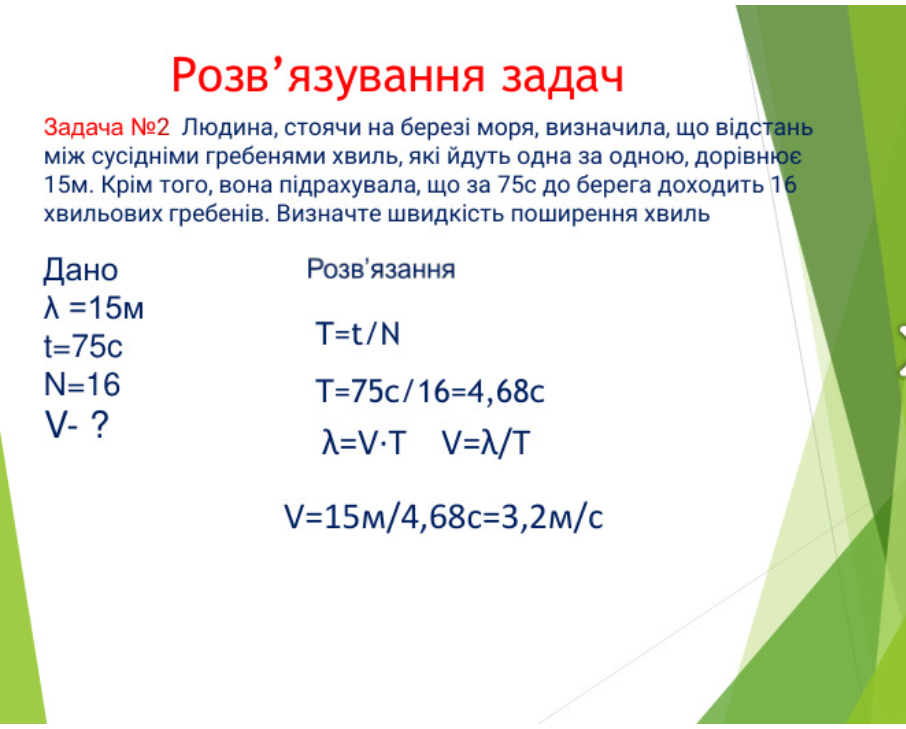 Розв’язування задач
Задача №2 Людина, стоячи на березі моря, визначила, що відстань
між сусідніми гребенями хвиль, які йдуть одна за одною, дорівнює
15м. Крім того, вона підрахувала, що за 75с до берега доходить 16
хвильових гребенів. Визначте швидкість поширення хвиль
Дано
λ =15м
t=75с
N=16
V- ?
Розв’язання
T=t/N
T=75с/16=4,68с
λ=V·T V=λ/T
V=15м/4,68с=3,2м/с